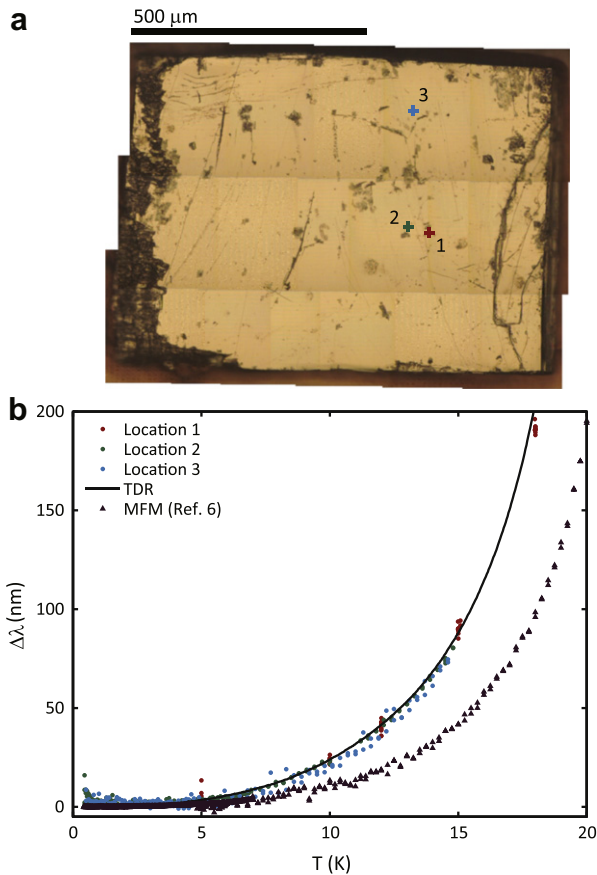 a
500 μm
3
2
1
b
200
150
100
50
0
Δλ (nm)
Location 1
Location 2
Location 3
TDR
MFM (Ref. 6)
0 5 10 15 20
T (K)